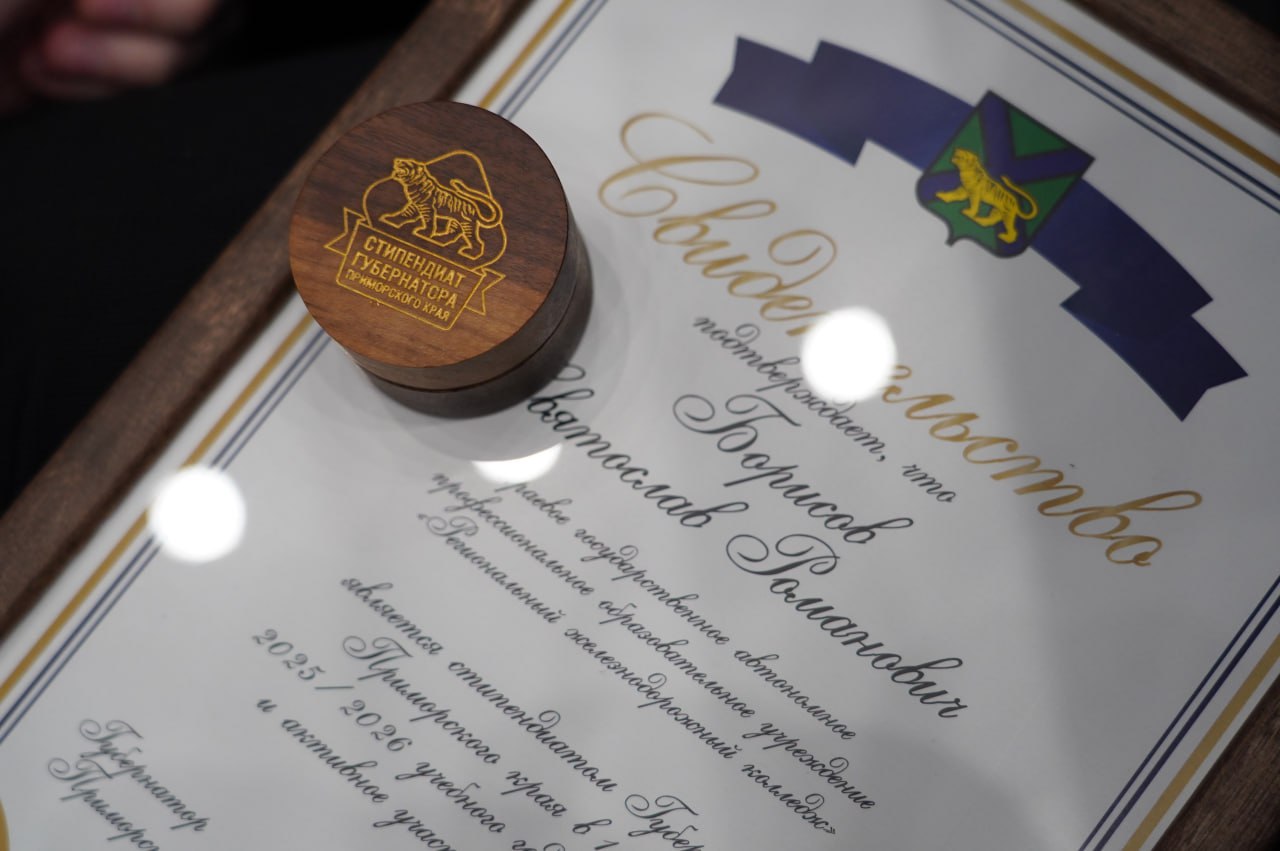 СТИПЕНДИАТ
ГУБЕРНАТОРА
ПРИМОРСКОГО КРАЯ
Свидетельство
подтверждает, что
Борисов
Святослав Романович
краевое государственное автономное
профессиональное образовательное учреждение
«Региональный железнодорожный колледж»
является стипендиатом
Приморского края в 1
2025/2026 учебного
и активное
Губернатор